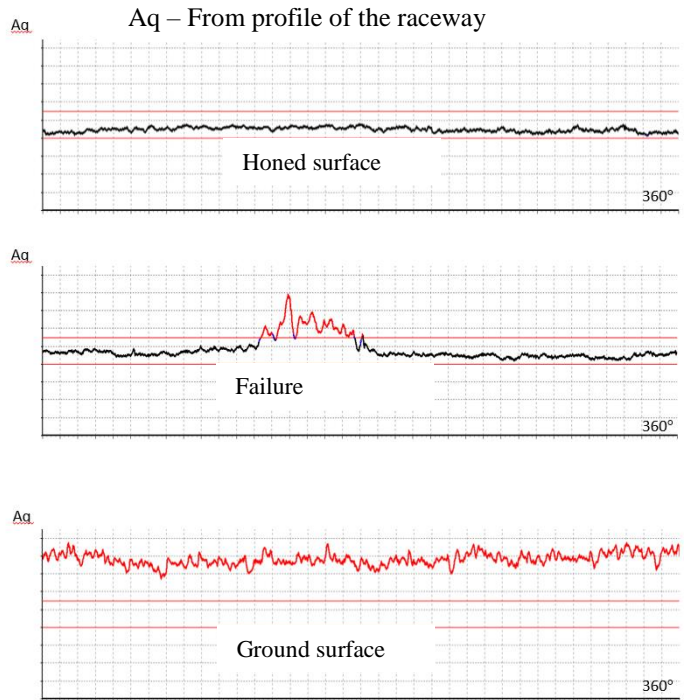 Aq – From profile of the raceway
Aq
Honed surface
360°
Aq
Failure
360°
Aq
Ground surface
360°